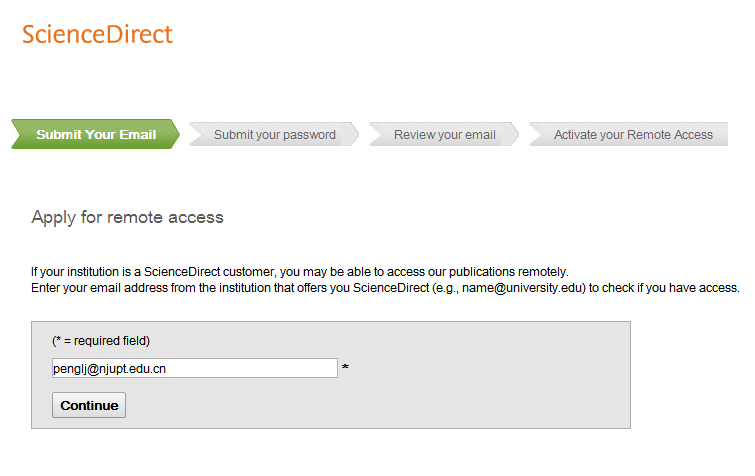 ScienceDirect
Submit Your Email
Submit your password
Review your email
Activate your Remote Access
Apply for remote access
If your institution is a ScienceDirect customer, you may be able to access our publications remotely.
Enter your email address from the institution that offers you ScienceDirect (e.g., name@university.edu) to check if you have access.
(* = required field)
penglj@njupt.edu.cn *
Continue